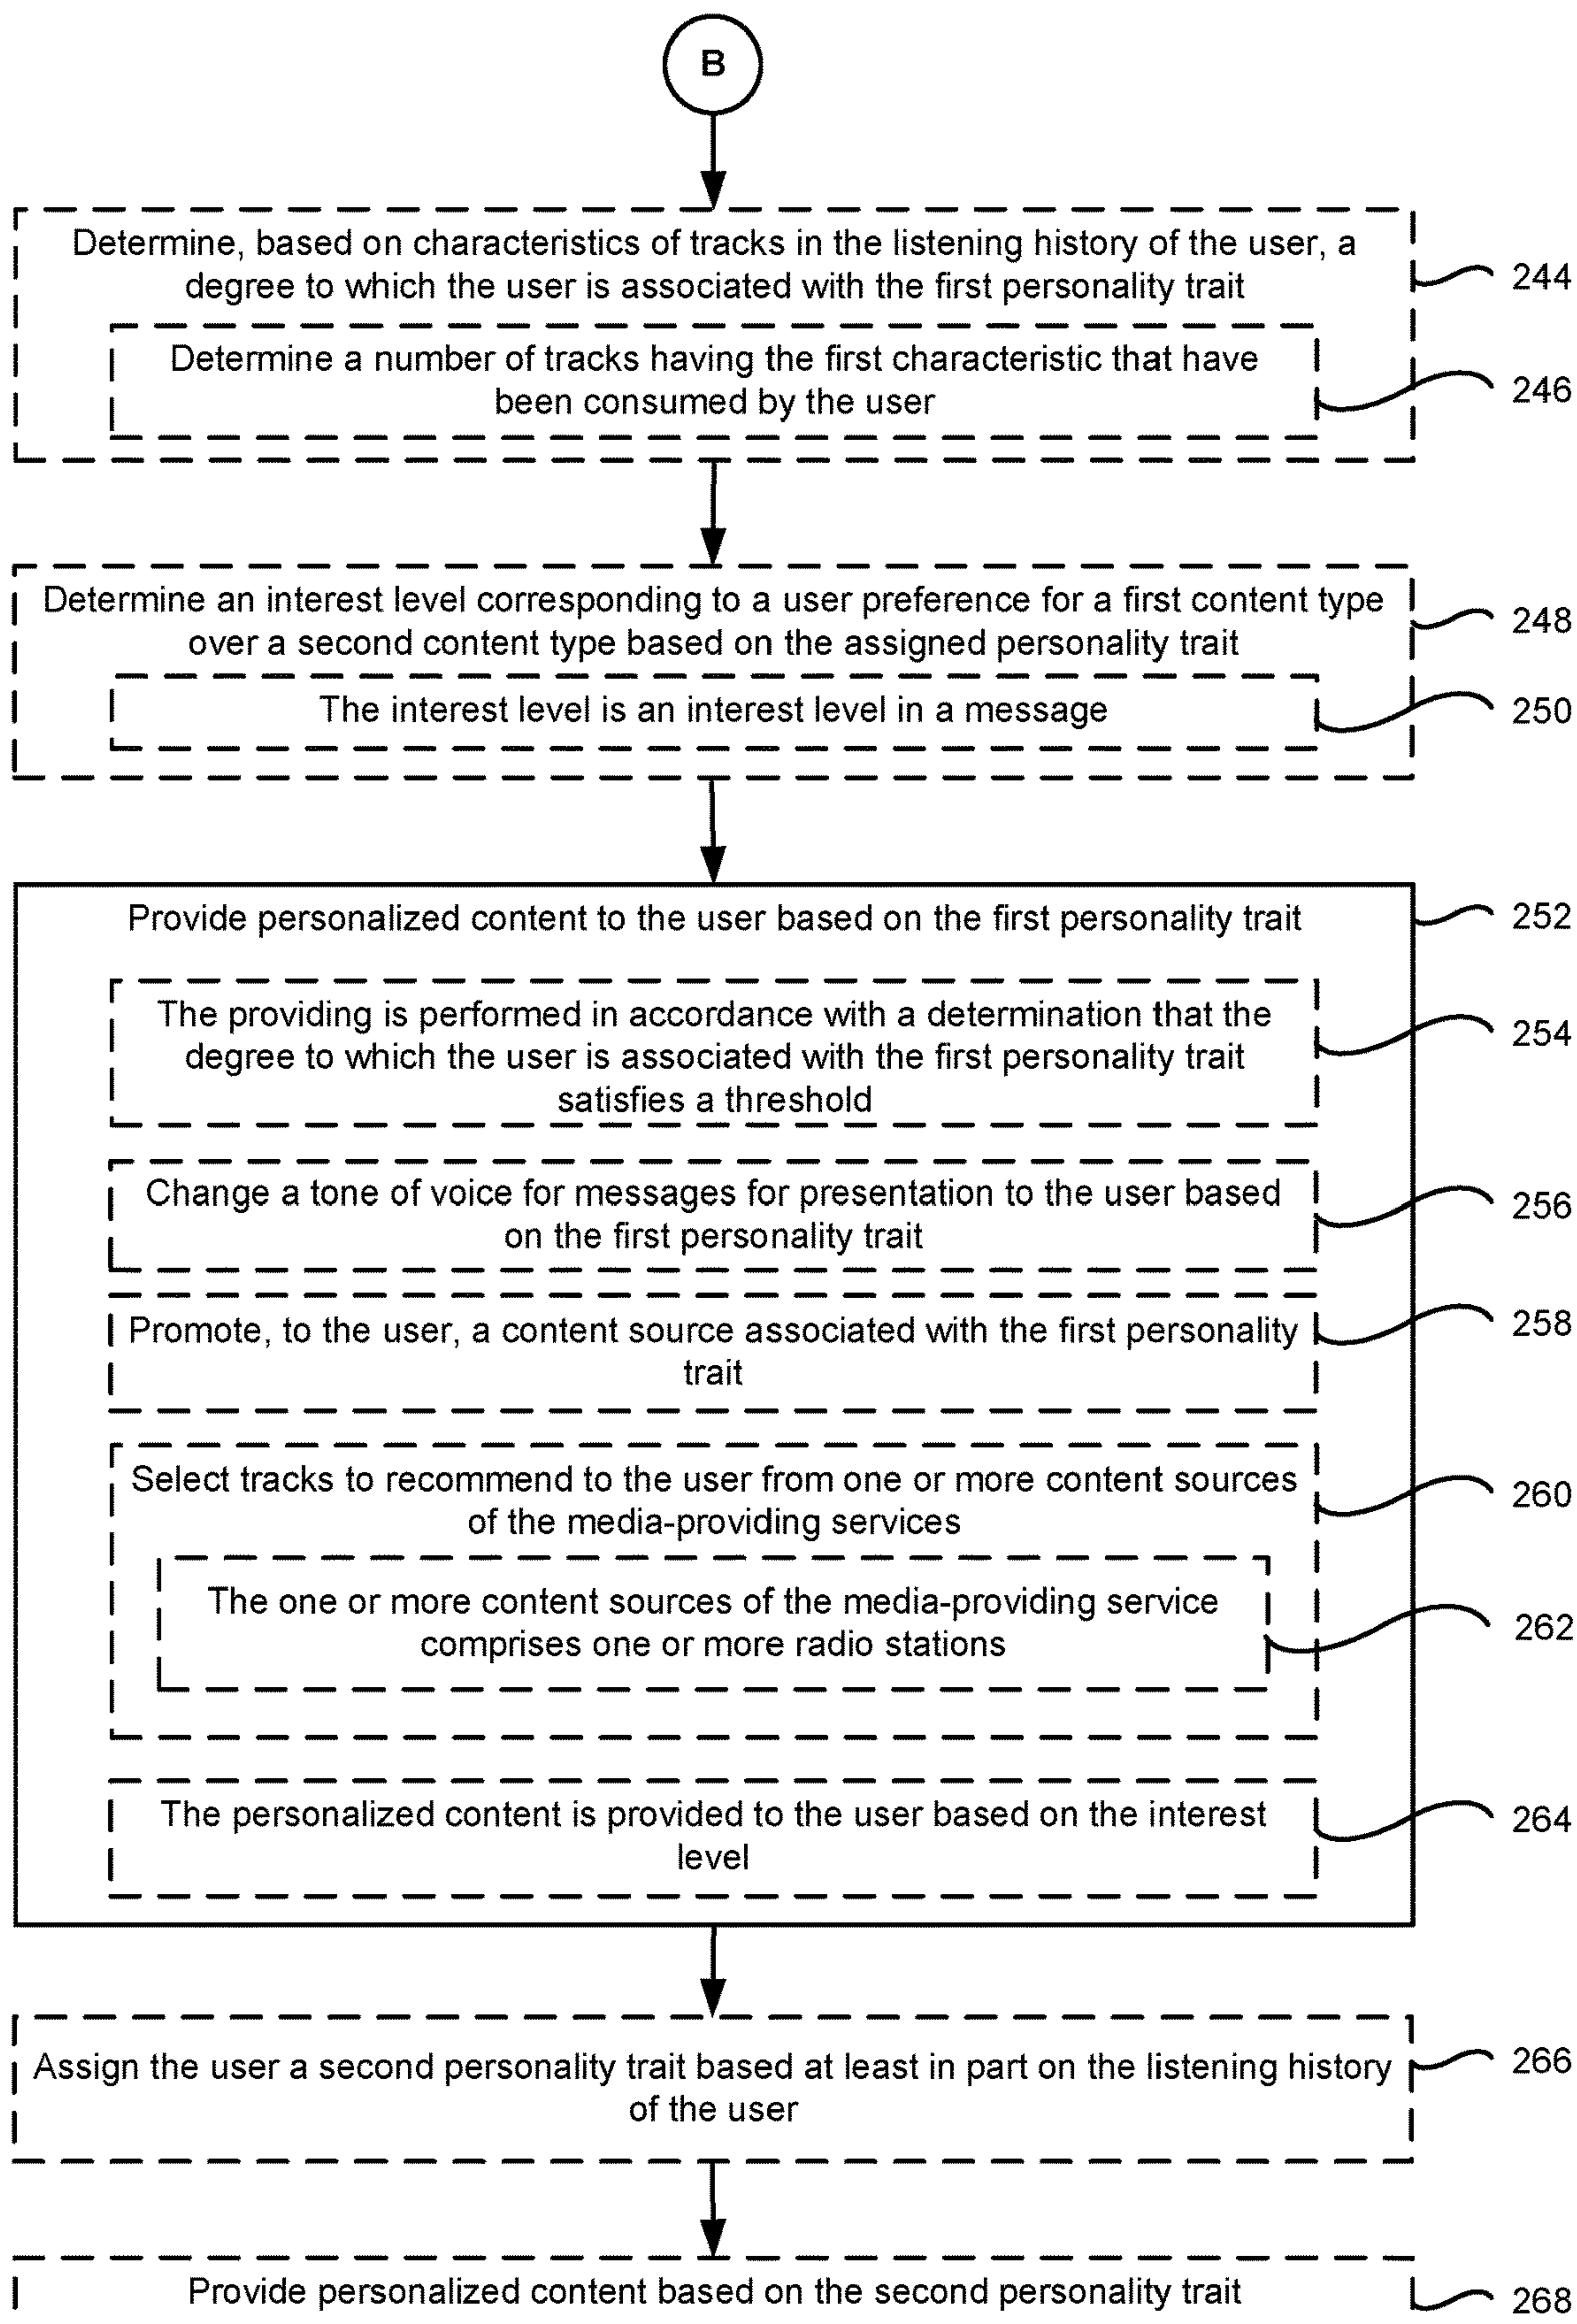 B
Determine, based on characteristics of tracks in the listening history of the user, a
degree to which the user is associated with the first personality trait
244
Determine a number of tracks having the first characteristic that have
been consumed by the user
246
Determine an interest level corresponding to a user preference for a first content type
over a second content type based on the assigned personality trait
248
The interest level is an interest level in a message
250
Provide personalized content to the user based on the first personality trait
252
The providing is performed in accordance with a determination that the
degree to which the user is associated with the first personality trait
satisfies a threshold
254
Change a tone of voice for messages for presentation to the user based
on the first personality trait
256
Promote, to the user, a content source associated with the first personality
trait
258
Select tracks to recommend to the user from one or more content sources
of the media-providing services
260
The one or more content sources of the media-providing service
comprises one or more radio stations
262
The personalized content is provided to the user based on the interest
level
264
Assign the user a second personality trait based at least in part on the listening history
of the user
266
Provide personalized content based on the second personality trait
268